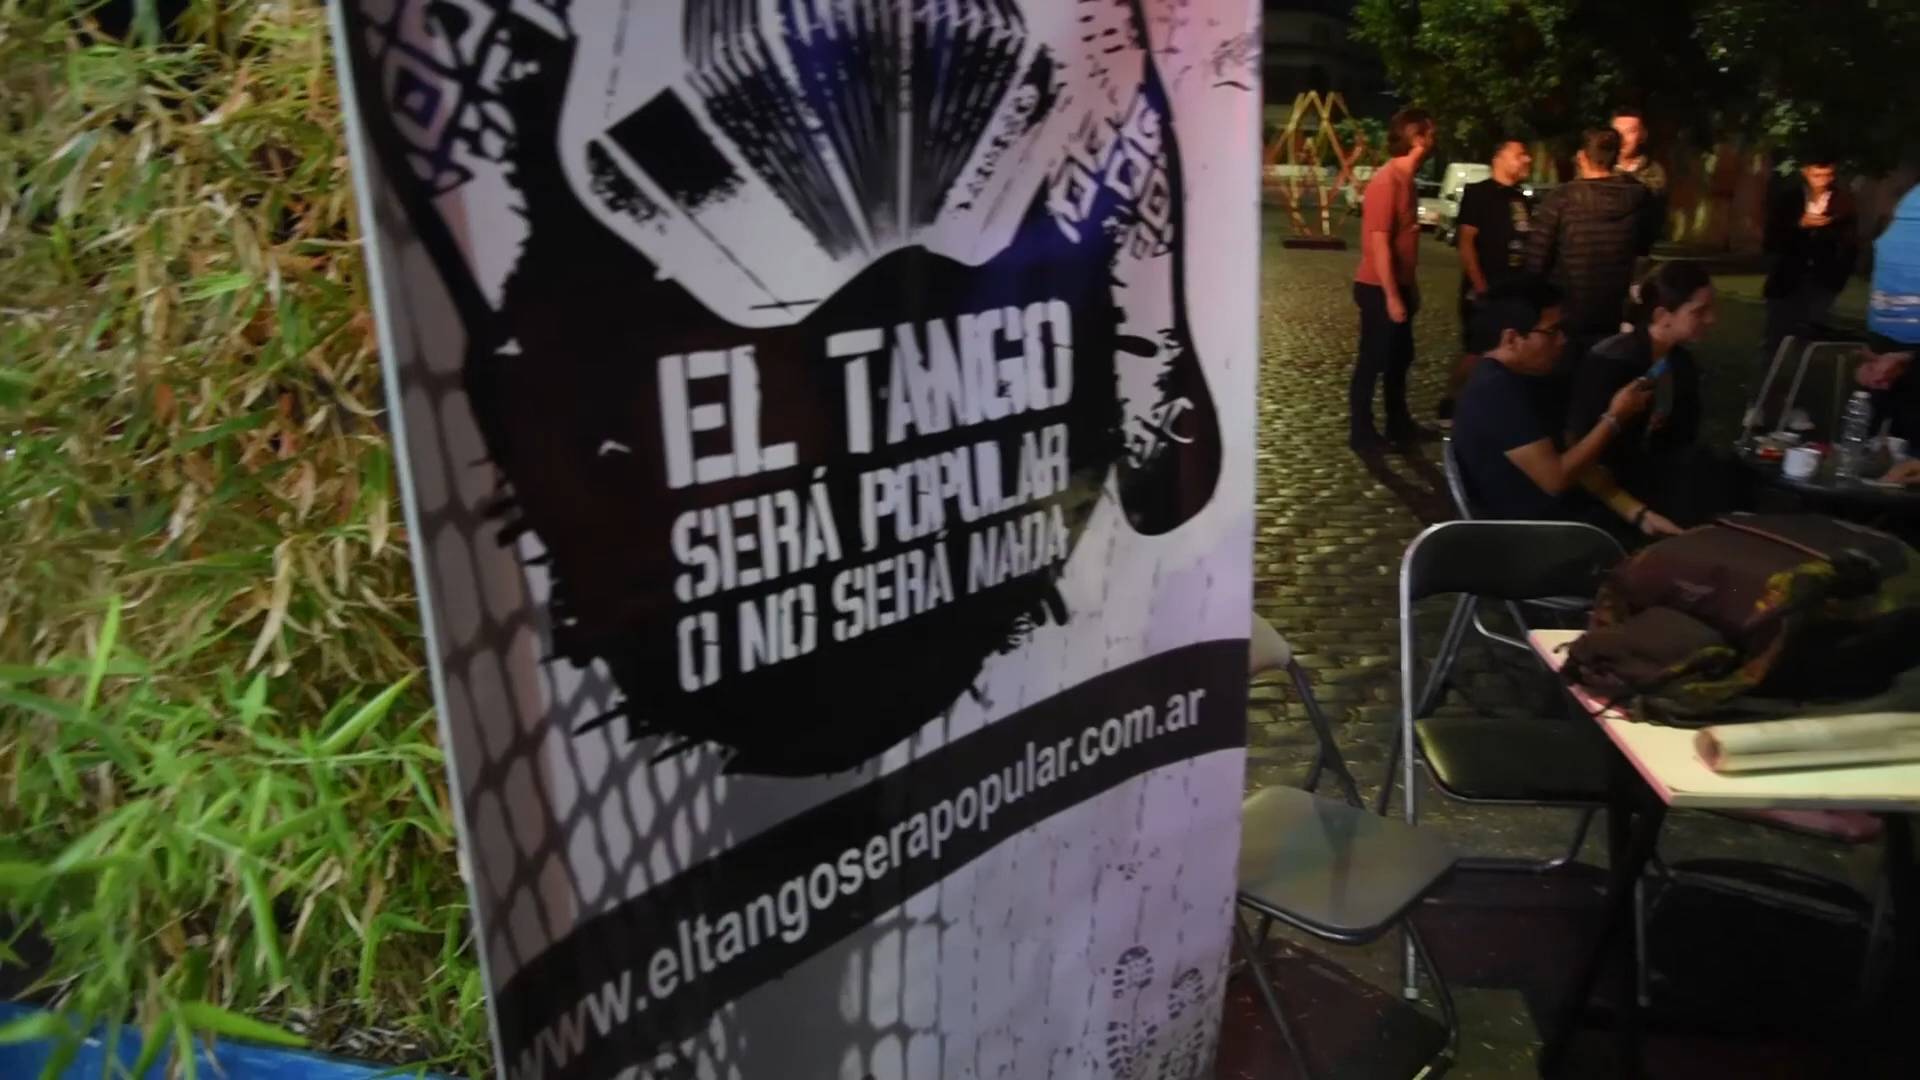 EL TANGO
SERÁ POPULAR
O NO SERÁ NADA
www.eltangoserapopular.com.ar